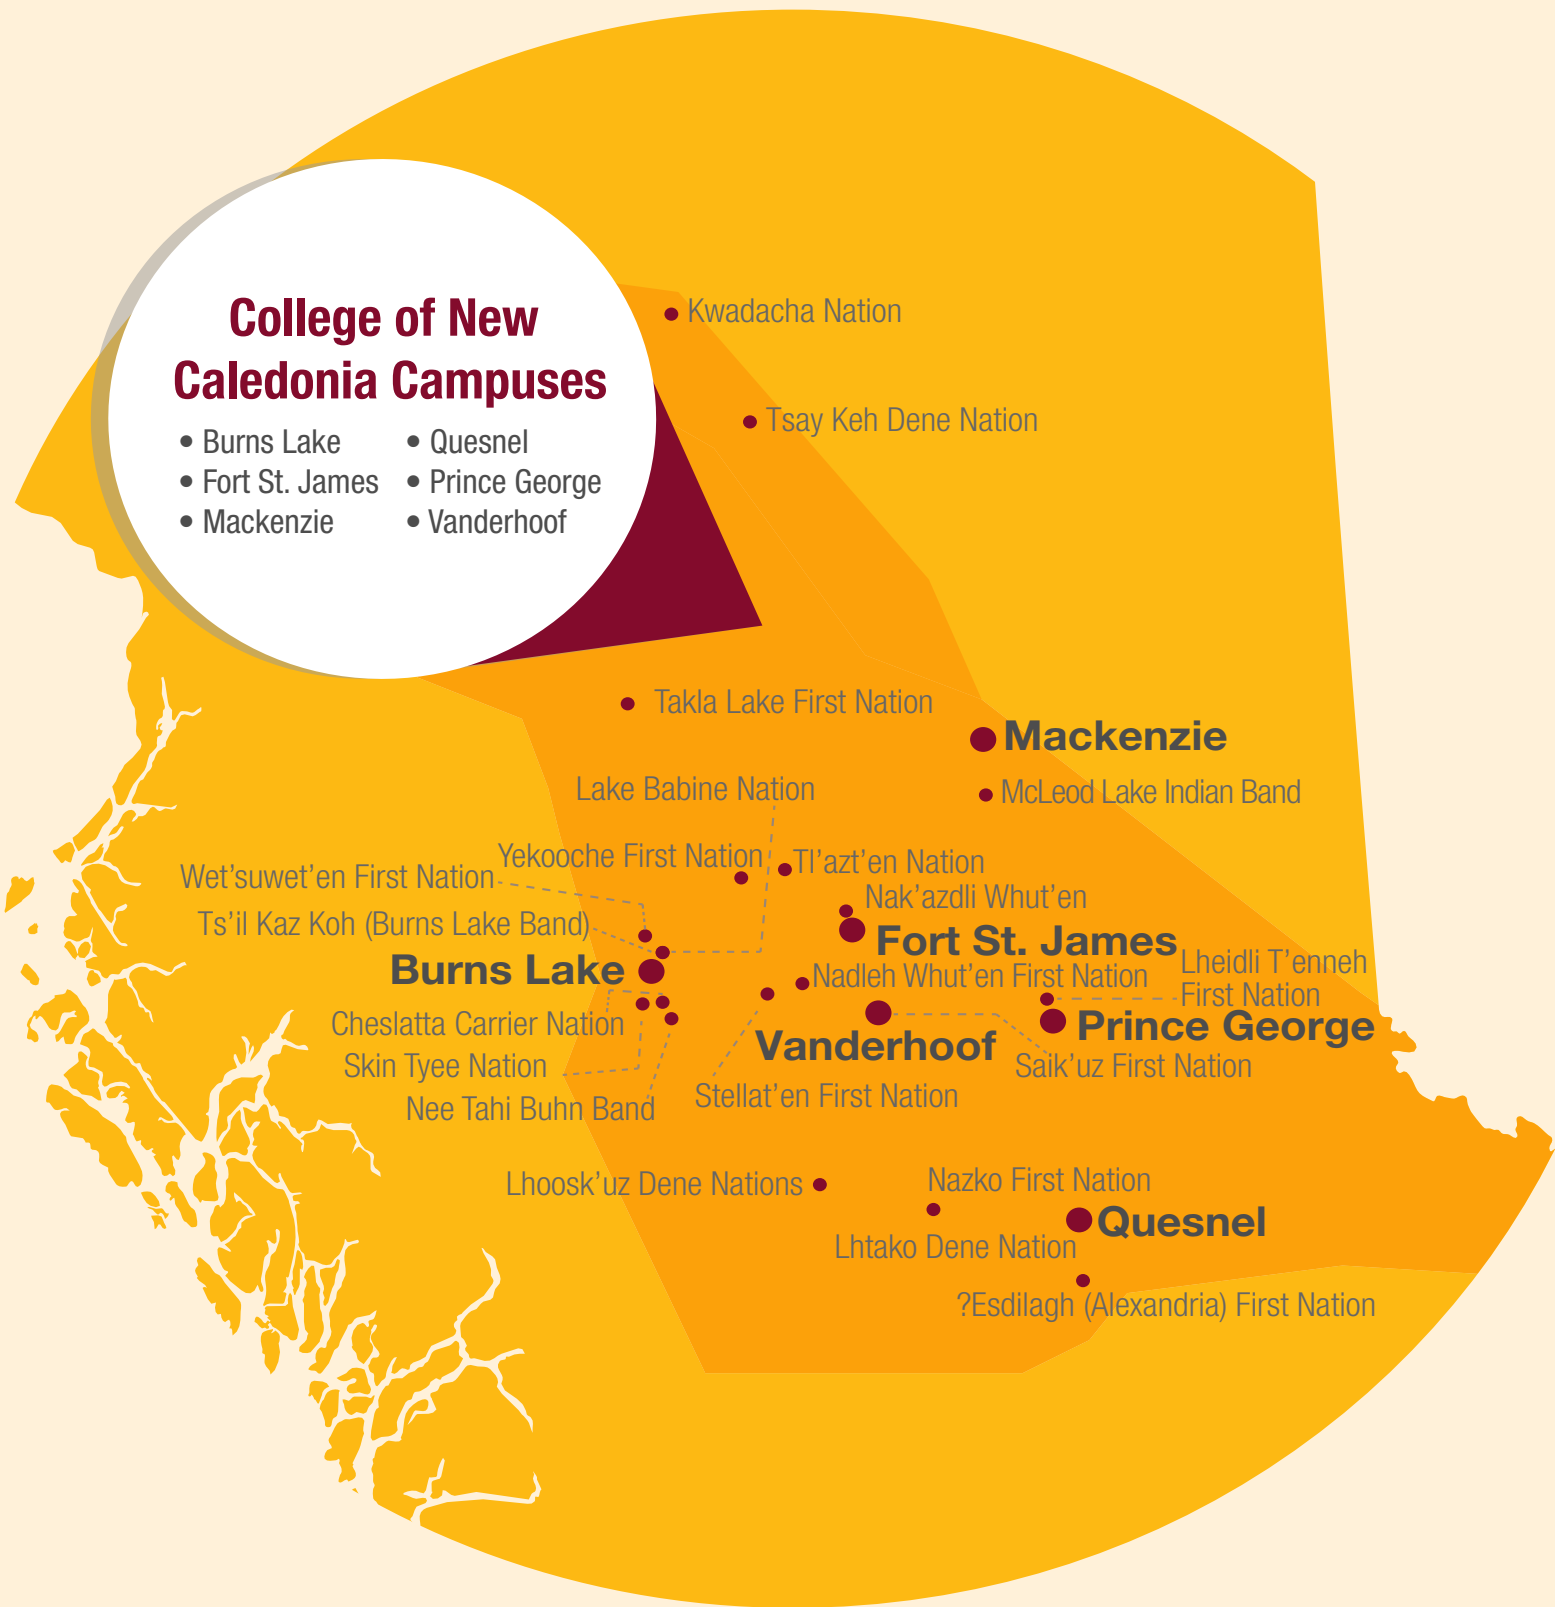 College of New
Caledonia Campuses
• Burns Lake
• Fort St. James
• Mackenzie
• Quesnel
• Prince George
• Vanderhoof
Kwadacha Nation
Tsay Keh Dene Nation
Takla Lake First Nation
Mackenzie
Lake Babine Nation
McLeod Lake Indian Band
Yekooche First Nation
Tl’azt’en Nation
Wet’suwet’en First Nation
Nak’azdli Whut’en
Ts’il Kaz Koh (Burns Lake Band)
Fort St. James
Burns Lake
Nadleh Whut’en First Nation
Lheidli T’enneh
First Nation
Cheslatta Carrier Nation
Prince George
Vanderhoof
Skin Tyee Nation
Saik’uz First Nation
Nee Tahi Buhn Band
Stellat’en First Nation
Lhoosk’uz Dene Nations
Nazko First Nation
Quesnel
Lhtako Dene Nation
?Esdilagh (Alexandria) First Nation